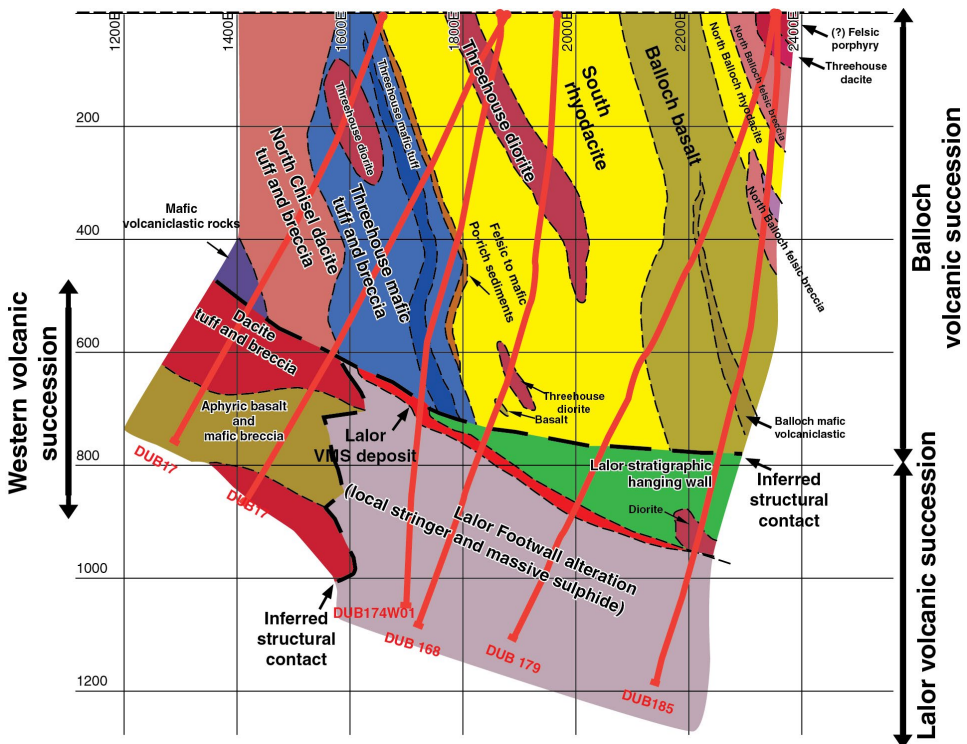 1200E
1400E
1600E
1800E
2000E
2200E
2400E
200
400
600
800
1000
1200
(?) Felsic
porphyry
Threehouse
dacite
North Balloch felsic breccia
North Balloch rhyodacite
Balloch basalt
South
rhyodacite
Threehouse diorite
Threehouse mafic tuff
Threehouse diorite
North Chisel dacite
tuff and breccia
Threehouse mafic
tuff and breccia
Mafic
volcaniclastic rocks
Felsic to mafic
Po-rich sediments
North Balloch felsic breccia
Balloch
volcanic succession
Western volcanic
succession
Dacite
tuff and breccia
Aphyric basalt
and
mafic breccia
Threehouse
diorite
Basalt
Balloch mafic
volcaniclastic
Lalor
VMS deposit
Lalor stratigraphic
hanging wall
Inferred
structural
contact
Diorite
Lalor Footwall alteration
(local stringer and massive sulphide)
Inferred
structural
contact
Lalor volcanic succession
DUB17
DUB17
DUB174W01
DUB 168
DUB 179
DUB185